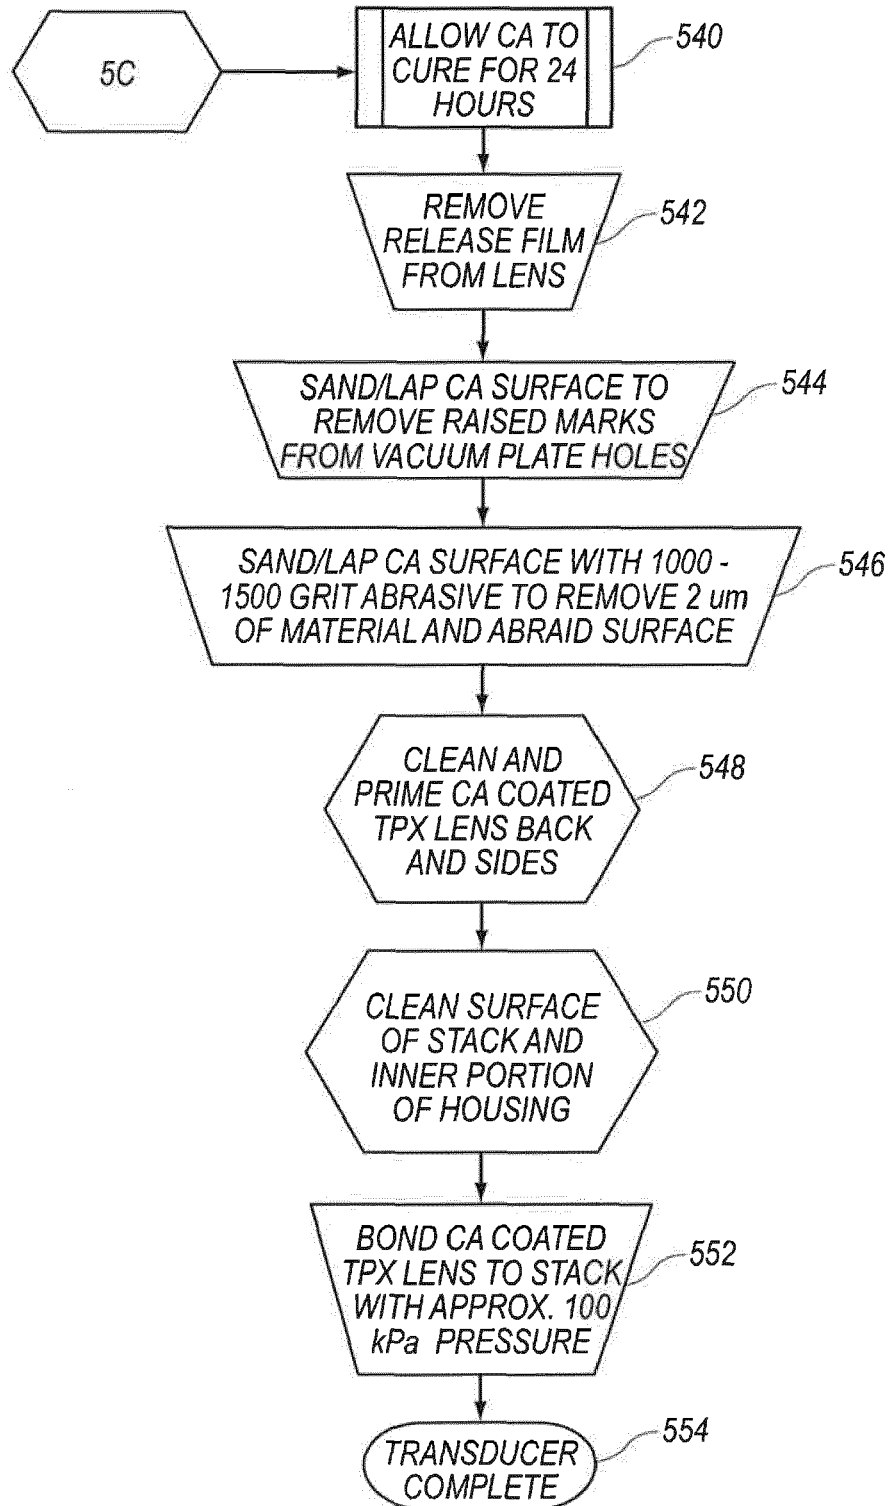 5C
ALLOW CA TO
CURE FOR 24
HOURS
540
REMOVE
RELEASE FILM
FROM LENS
542
SAND/LAP CA SURFACE TO
REMOVE RAISED MARKS
FROM VACUUM PLATE HOLES
544
SAND/LAP CA SURFACE WITH 1000 -
1500 GRIT ABRASIVE TO REMOVE 2 um
OF MATERIAL AND ABRAID SURFACE
546
CLEAN AND
PRIME CA COATED
TPX LENS BACK
AND SIDES
548
CLEAN SURFACE
OF STACK AND
INNER PORTION
OF HOUSING
550
BOND CA COATED
TPX LENS TO STACK
WITH APPROX. 100
kPa PRESSURE
552
TRANSDUCER
COMPLETE
554